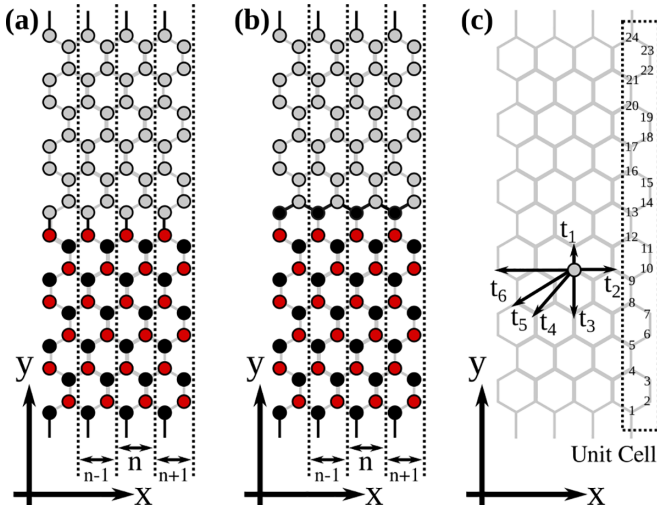 (a)
(b)
(c)
y
x
n-1
n
n+1
y
x
n-1
n
n+1
24
23
22
21
20
19
18
17
16
15
14
13
12
11
10
9
8
7
6
5
4
3
2
1
t1
t2
t3
t4
t5
t6
y
x
Unit Cell